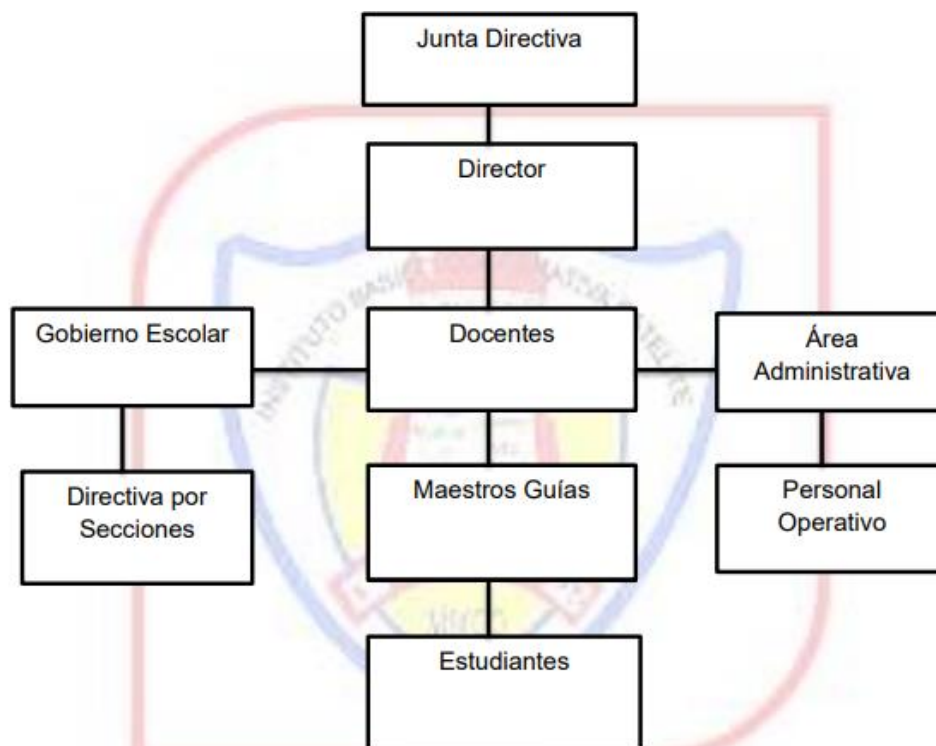 Junta Directiva
Director
Gobierno Escolar
Docentes
Área
Administrativa
Directiva por
Secciones
Maestros Guías
Personal
Operativo
Estudiantes